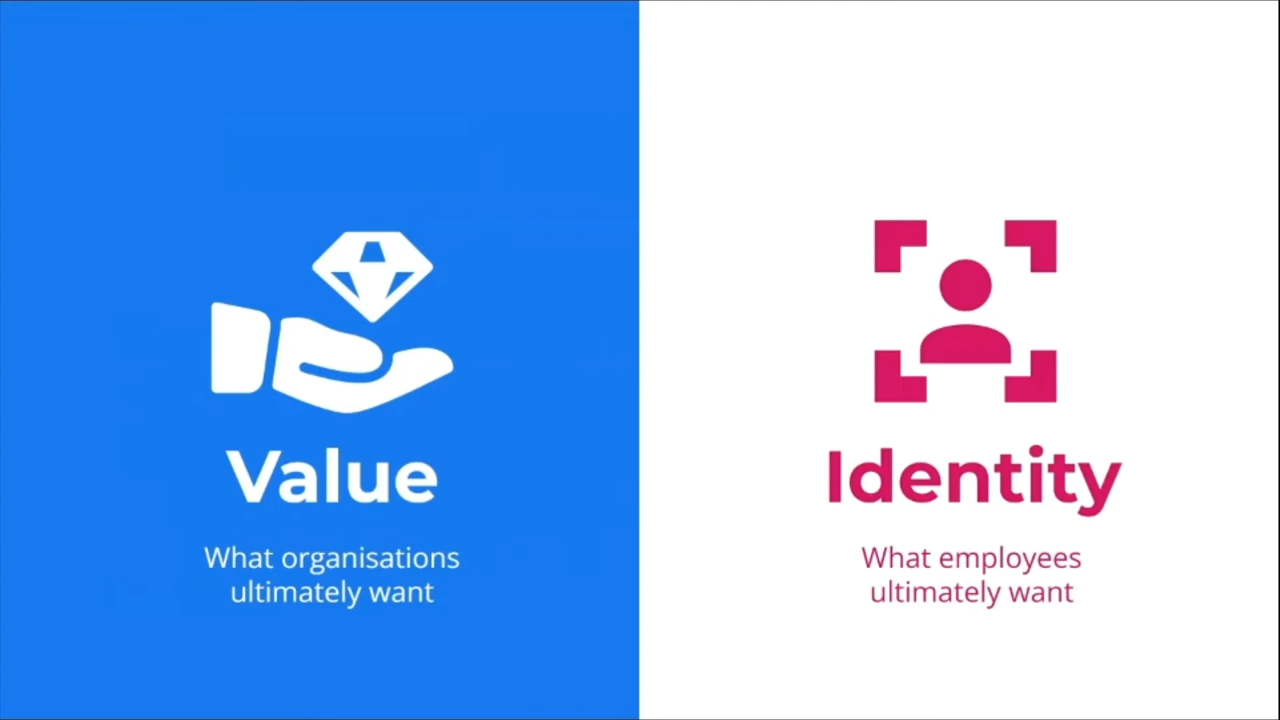 Value
What organisations
ultimately want
Identity
What employees
ultimately want